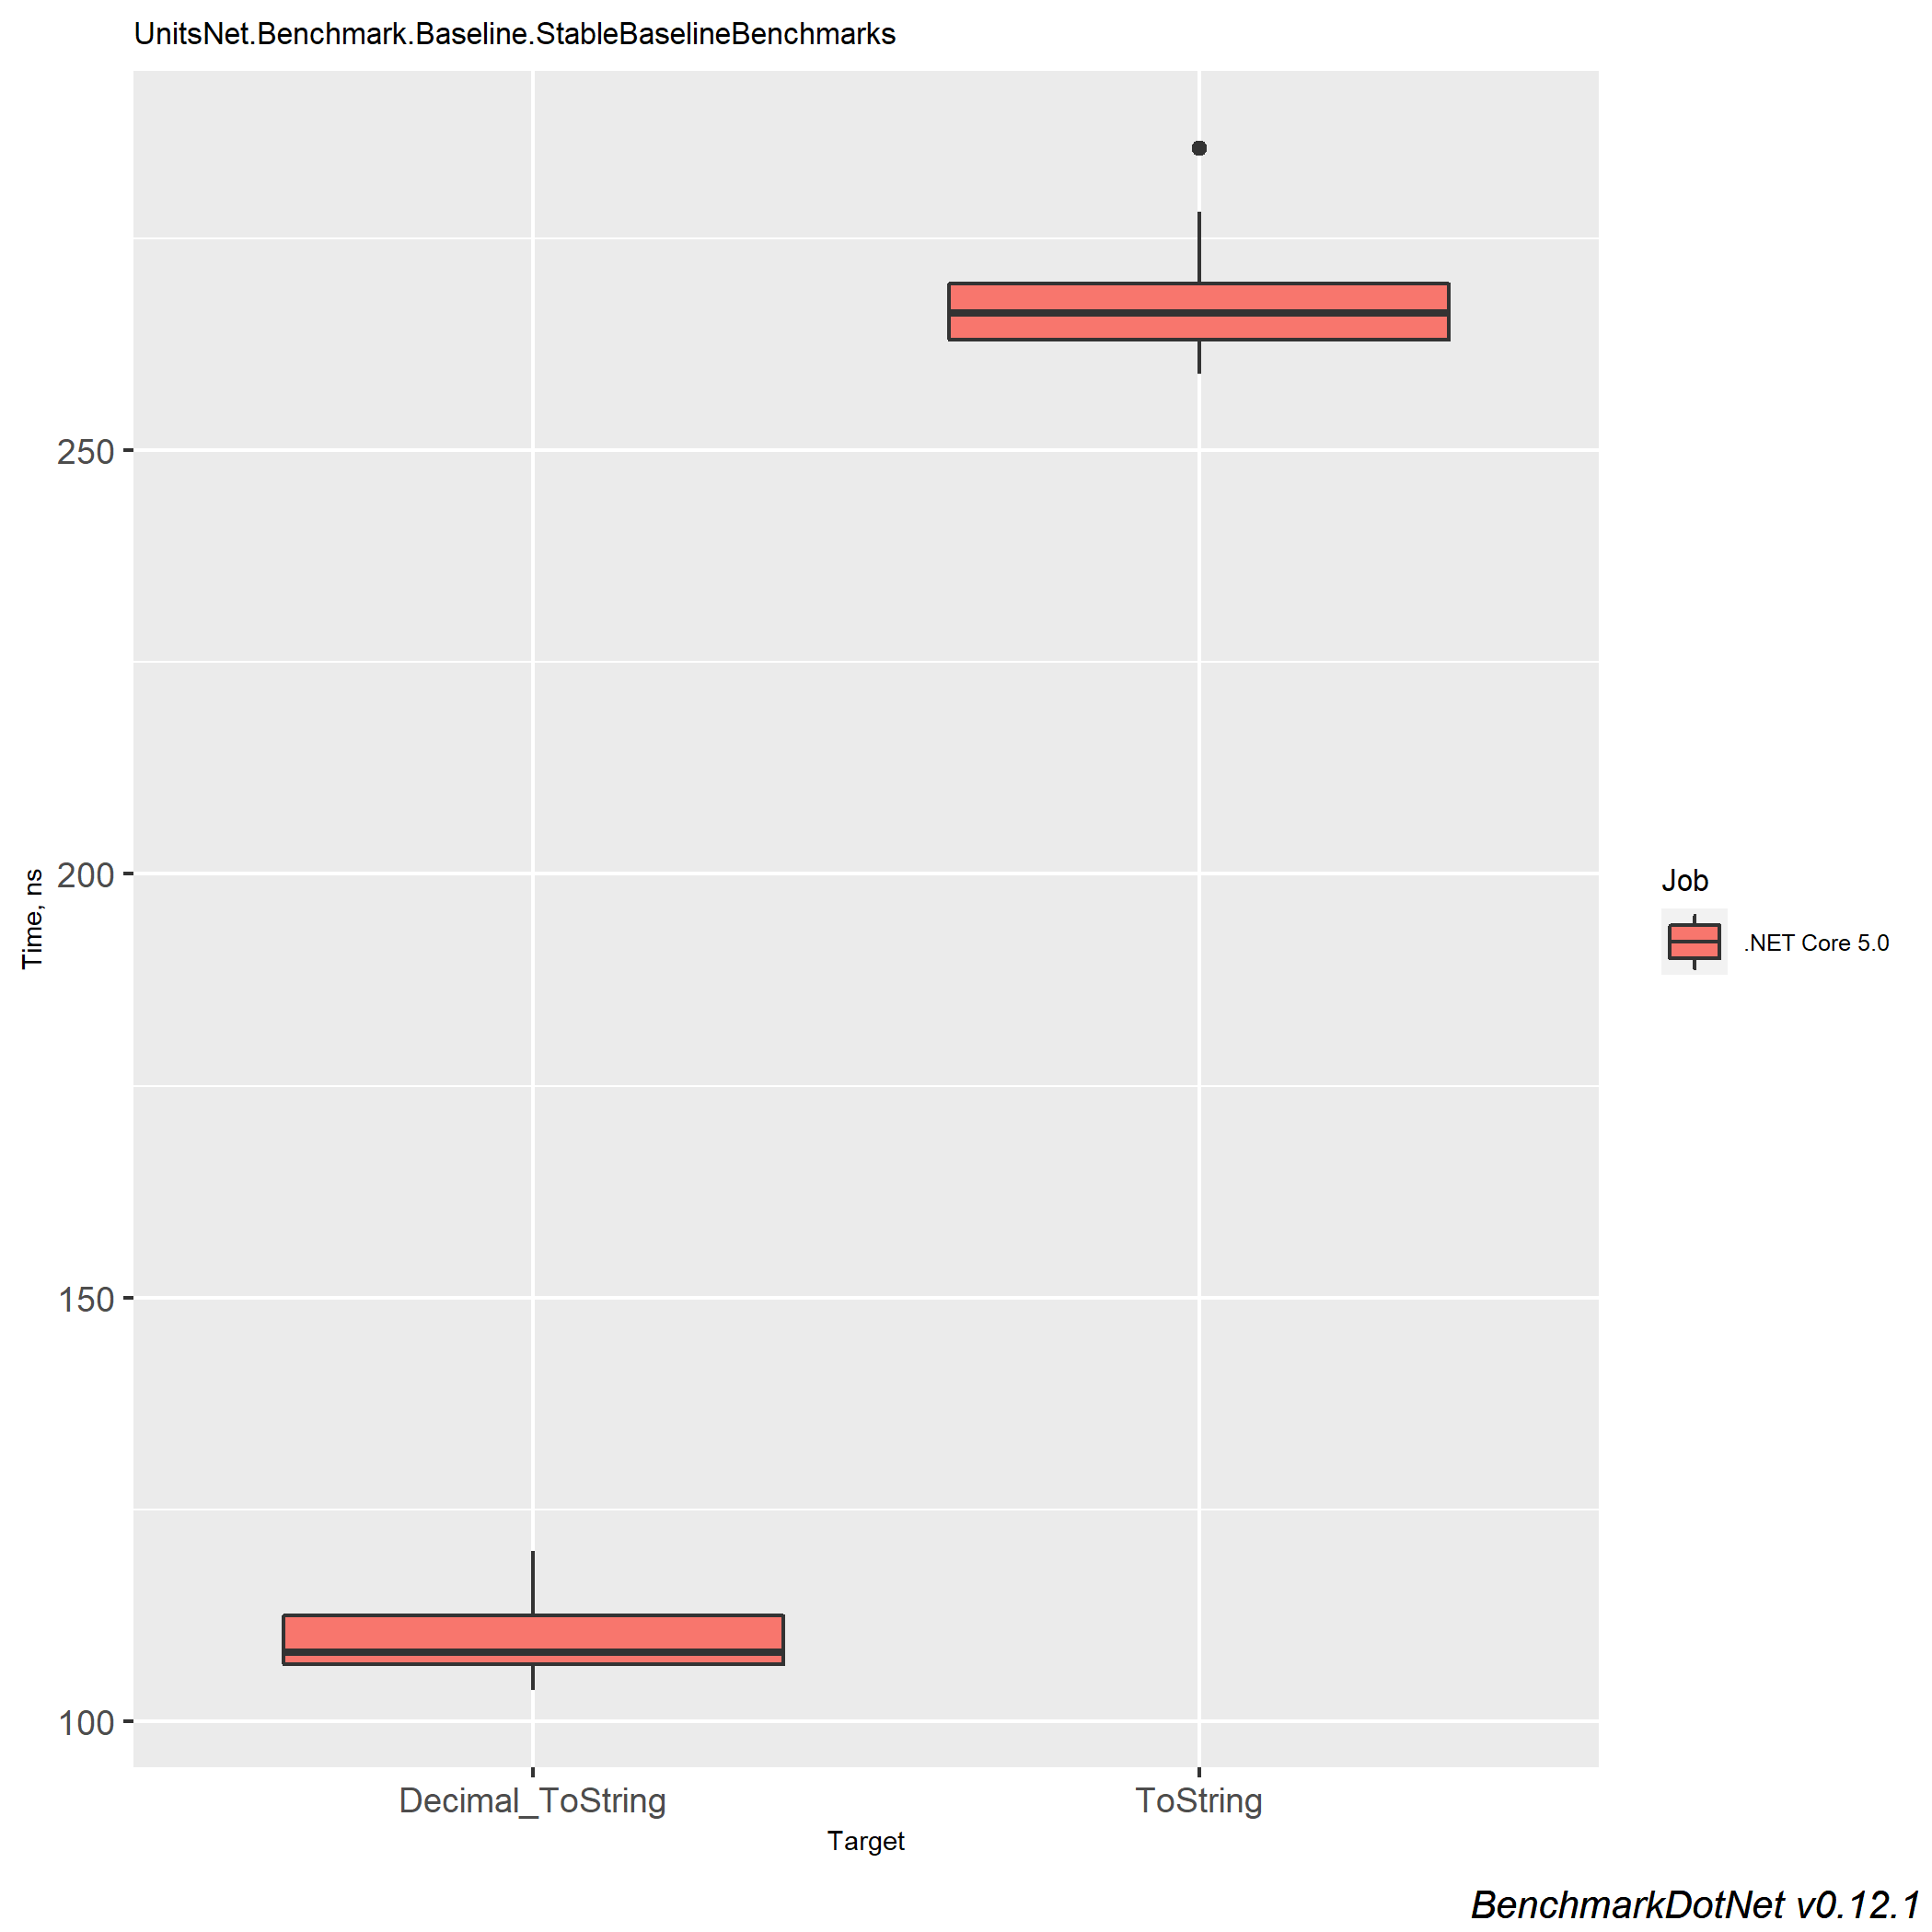 UnitsNet.Benchmark.Baseline.StableBaselineBenchmarks
Time, ns
250
200
150
100
Decimal_ToString
ToString
Target
Job
.NET Core 5.0
BenchmarkDotNet v0.12.1